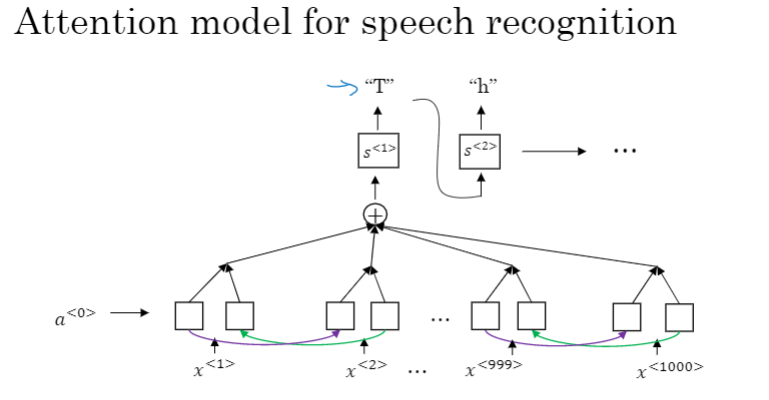 Attention model for speech recognition
“T” “h”
s<1> s<2> ...
+
a<0> ...
x<1> x<2> ... x<999> x<1000>